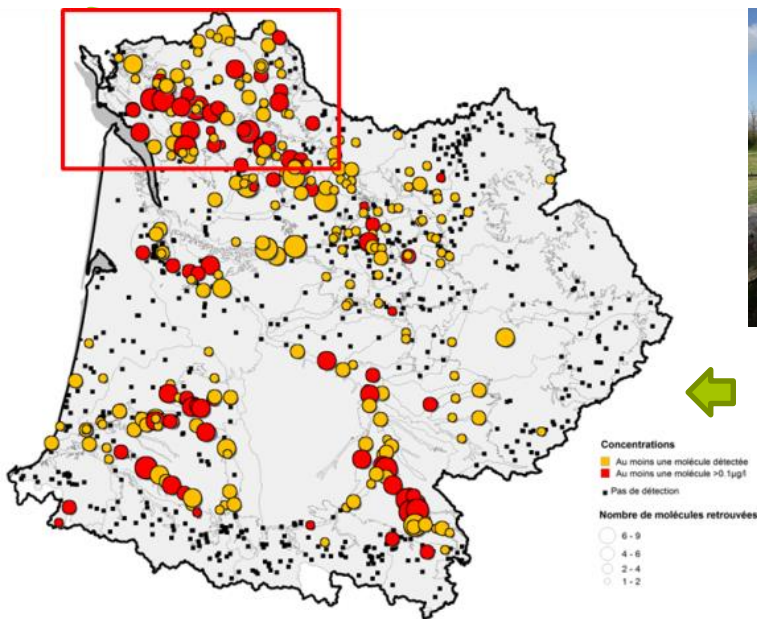 Concentrations
Au moins une molécule détectée
Au moins une molécule >0.1µg/l
Pas de détection
Nombre de molécules retrouvées
6 - 9
4 - 6
2 - 4
1 - 2